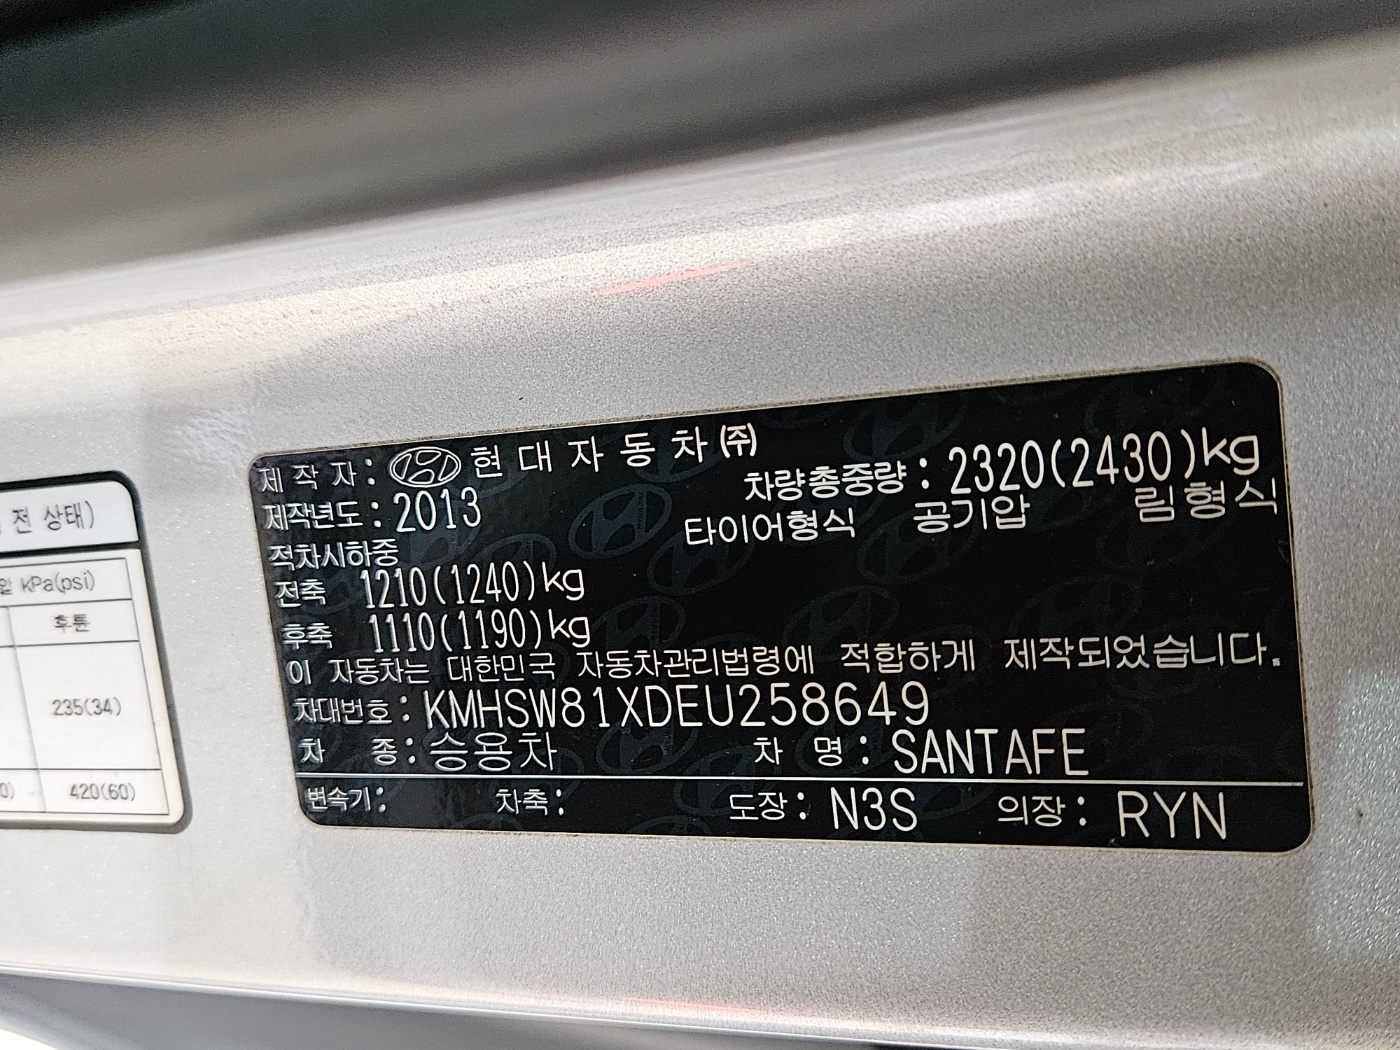 전 상태)
KPa(psi)
후륜
235(34)
0) 420(60)
제 작 자 : 현 대 자 동 차 ㈜
차량총중량 : 2320(2430)kg
제작년도 : 2013
타이어형식 공기압 림형식
적차시하중
전축 1210(1240)kg
후축 1110(1190)kg
이 자동차는 대한민국 자동차관리법령에 적합하게 제작되었습니다.
차대번호 : KMHSW81XDEU258649
차 종 : 승용차 차 명 : SANTAFE
변속기 : 차축 : 도장 : N3S 의장 : RYN